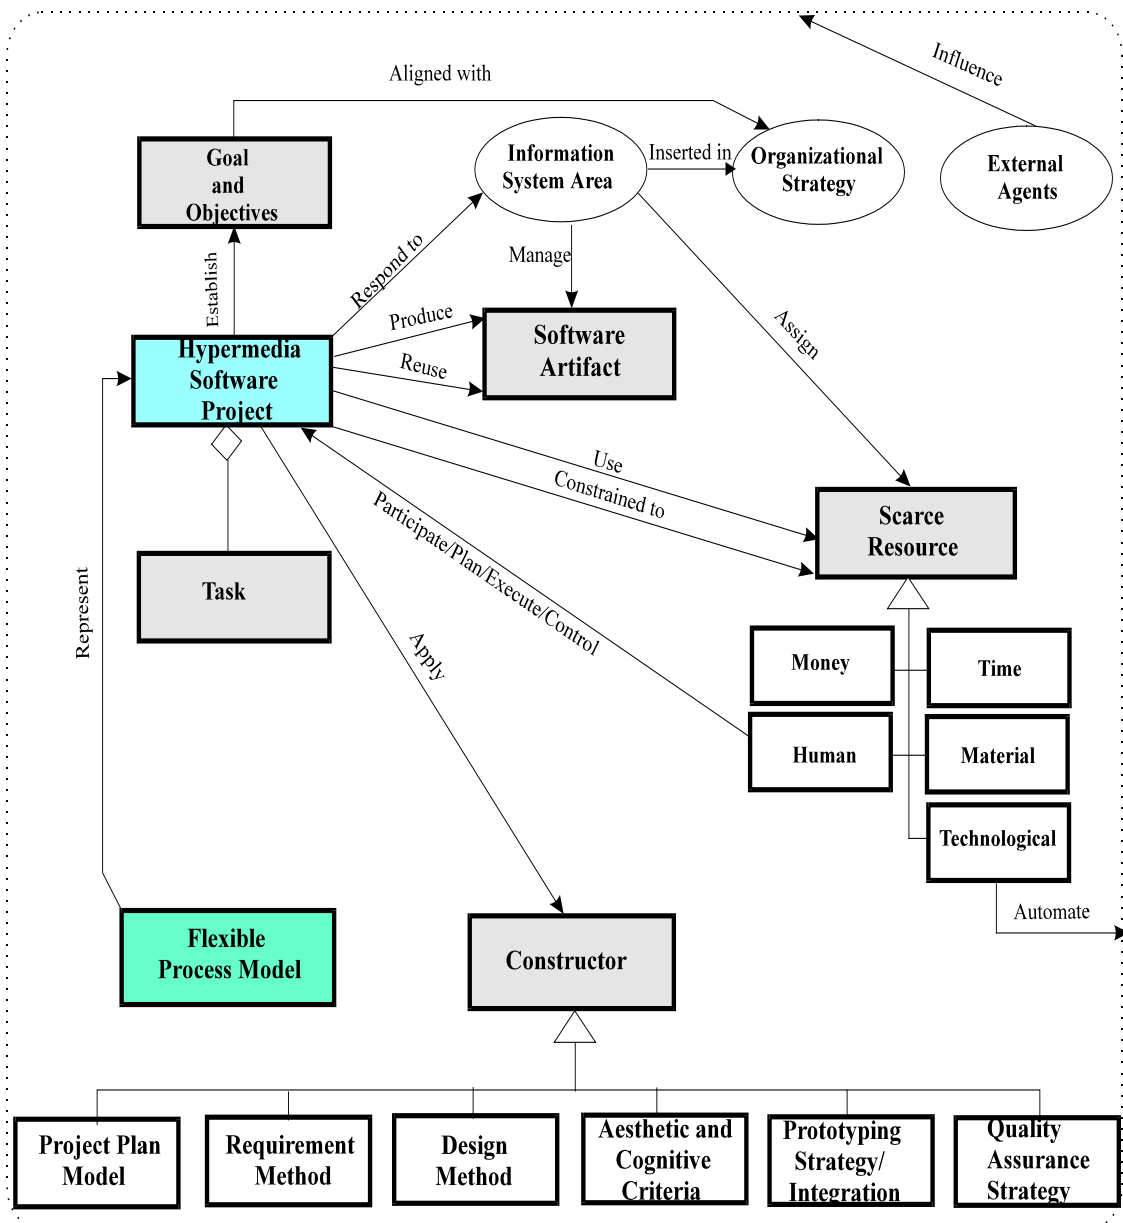 Influence
Aligned with
Goal
and
Objectives
Information
System Area
Inserted in
Organizational
Strategy
External
Agents
Establish
Respond to
Manage
Produce
Reuse
Software
Artifact
Assign
Hypermedia
Software
Project
Use
Constrained to
Scarce
Resource
Participate/Plan/Execute/Control
Task
Represent
Apply
Money
Time
Human
Material
Technological
Automate
Flexible
Process Model
Constructor
Project Plan
Model
Requirement
Method
Design
Method
Aesthetic and
Cognitive
Criteria
Prototyping
Strategy/
Integration
Quality
Assurance
Strategy